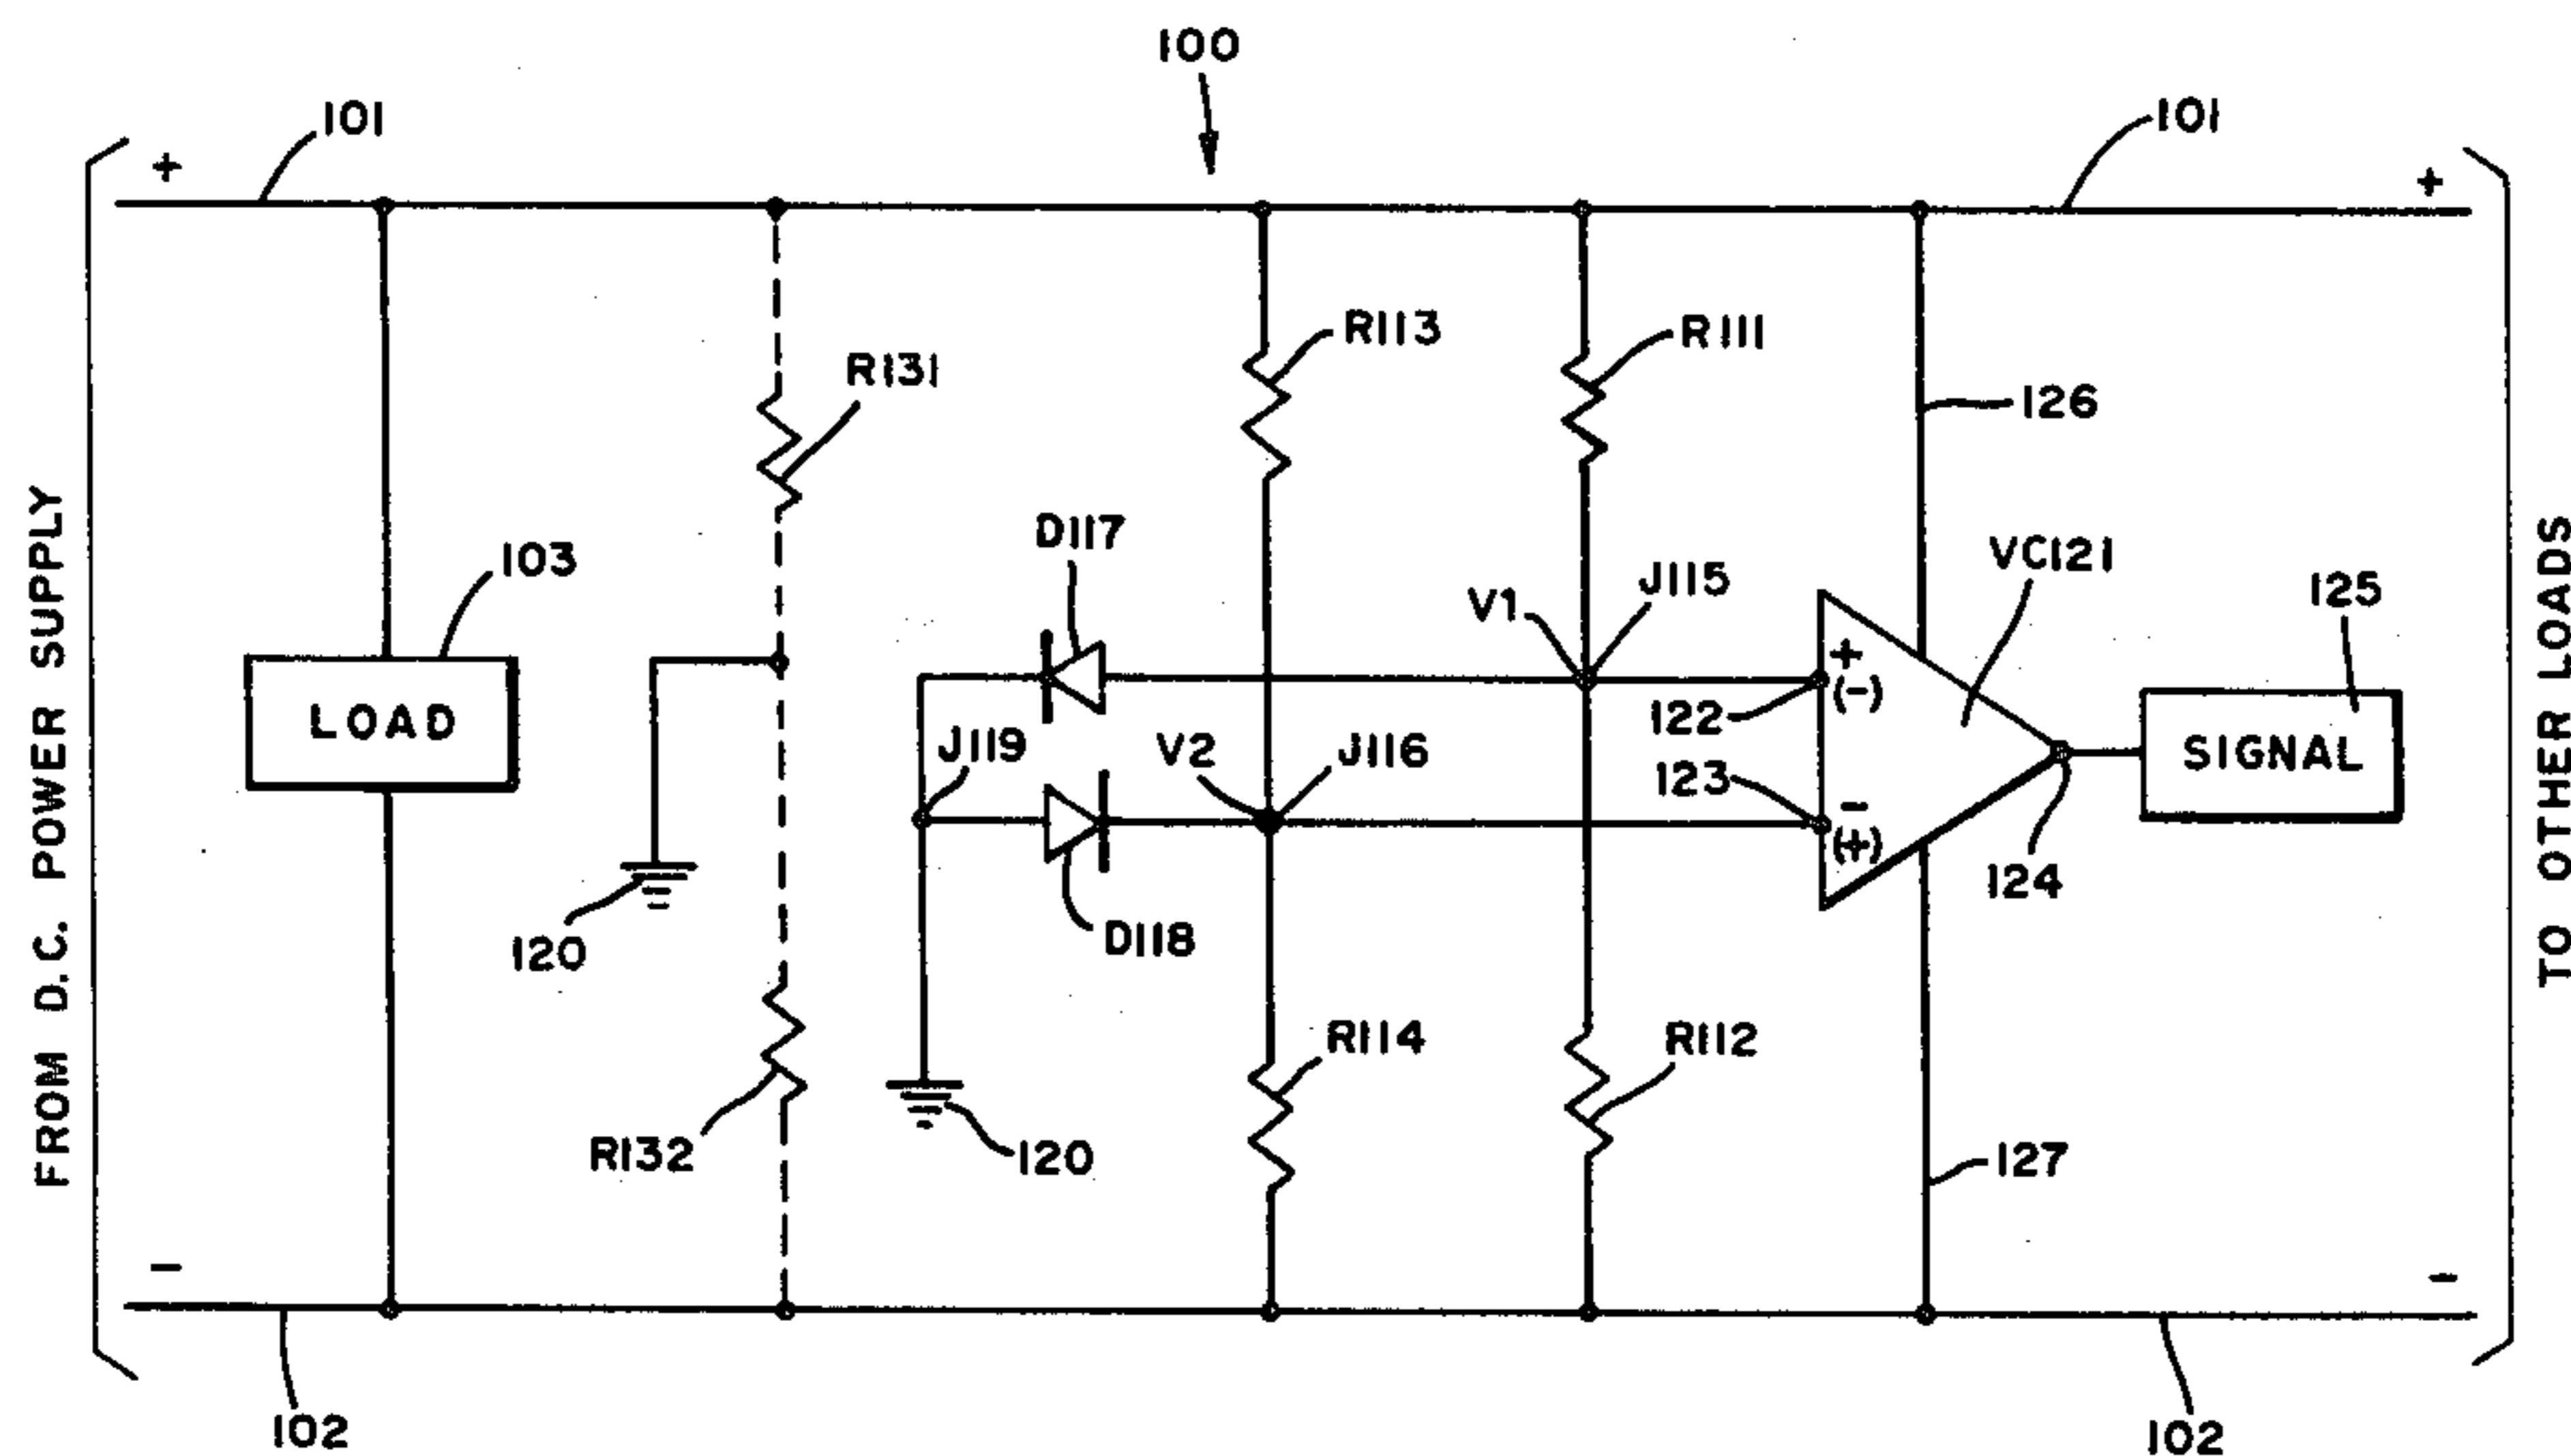 100
101
101
+
+
R113
R111
R131
126
D117
VC121
103
J115
V1
125
FROM D.C. POWER SUPPLY
TO OTHER LOADS
LOAD
+
(-)
122
J119
V2
J116
SIGNAL
123
-
(+)
124
120
D118
R114
R112
R132
120
127
-
-
102
102